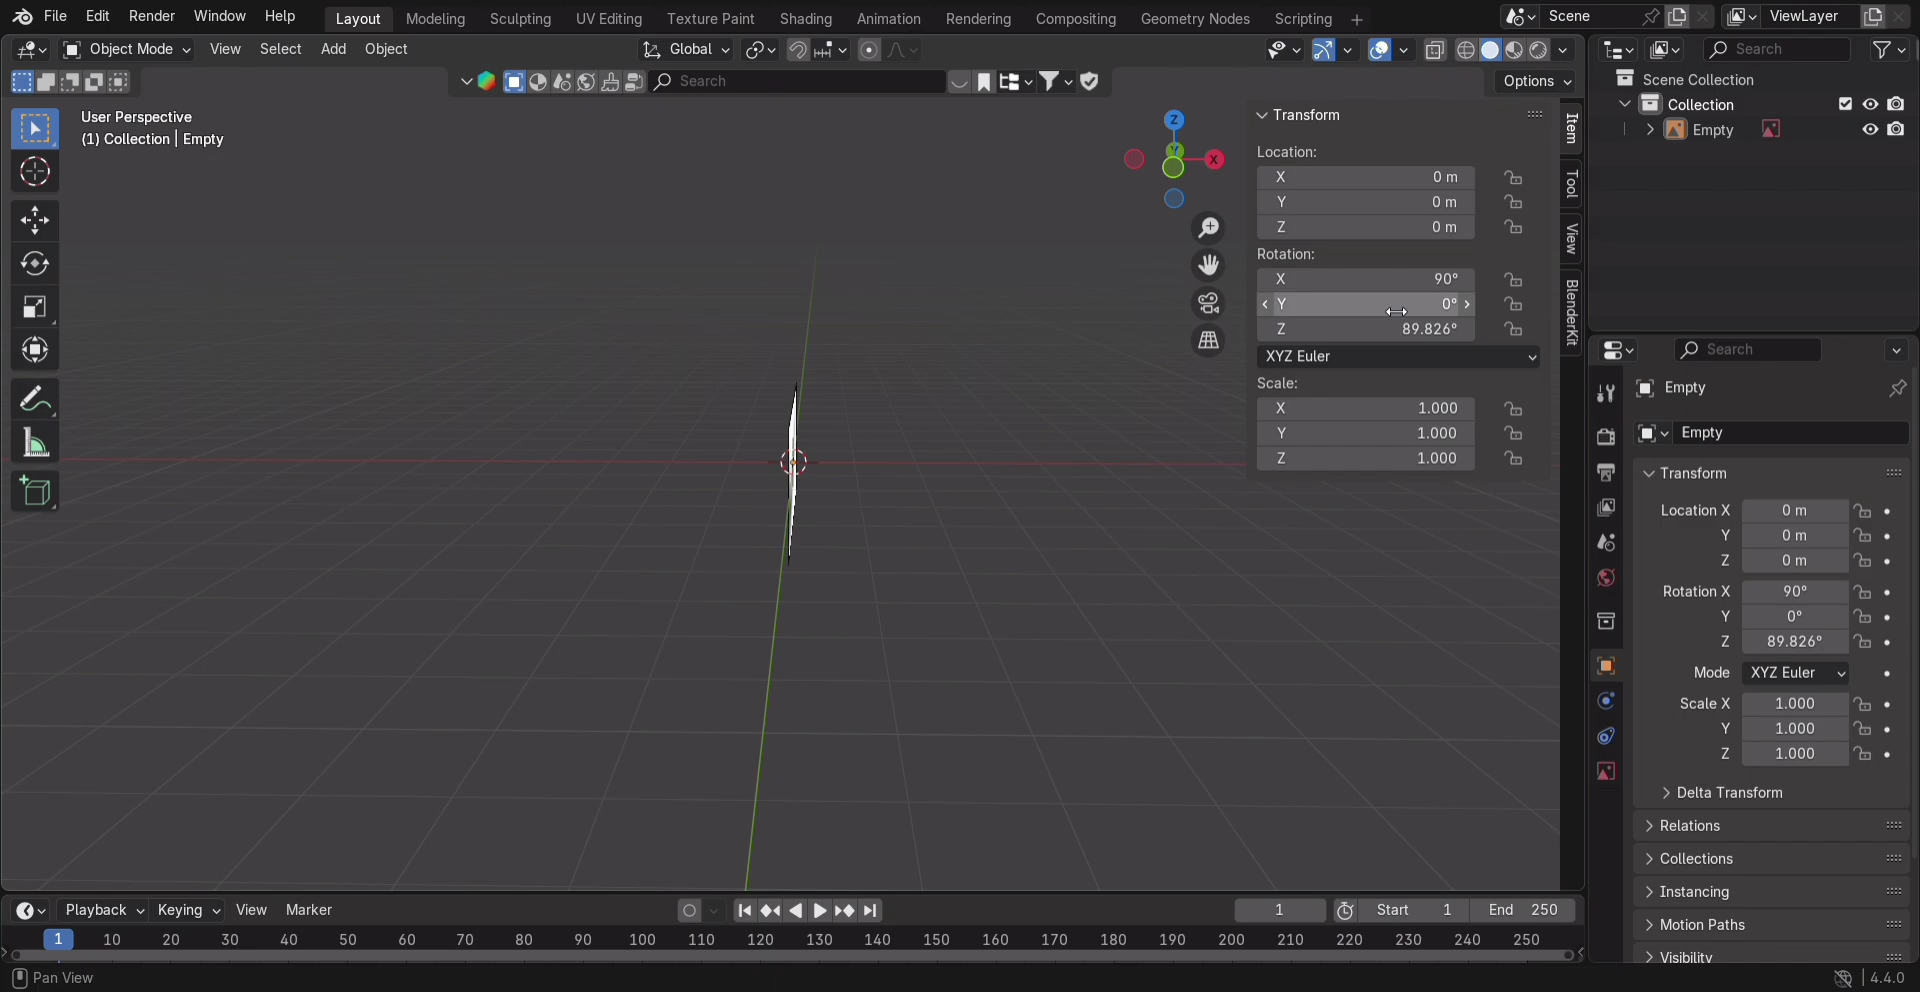 File Edit Render Window Help Layout Modeling Sculpting UV Editing Texture Paint Shading Animation Rendering Compositing Geometry Nodes Scripting + Scene ViewLayer
Object Mode View Select Add Object Global Search
Search Options
User Perspective
(1) Collection | Empty
Z
Y
X
Transform
Location:
X 0 m
Y 0 m
Z 0 m
Rotation:
X 90°
Y 0°
Z 89.826°
XYZ Euler
Scale:
X 1.000
Y 1.000
Z 1.000
Item
Tool
View
BlenderKit
Scene Collection
Collection
Empty
Search
Empty
Empty
Transform
Location X 0 m
Y 0 m
Z 0 m
Rotation X 90°
Y 0°
Z 89.826°
Mode XYZ Euler
Scale X 1.000
Y 1.000
Z 1.000
Delta Transform
Relations
Collections
Instancing
Motion Paths
Visibility
Playback Keying View Marker 1 Start 1 End 250
1 10 20 30 40 50 60 70 80 90 100 110 120 130 140 150 160 170 180 190 200 210 220 230 240 250
Pan View 4.4.0